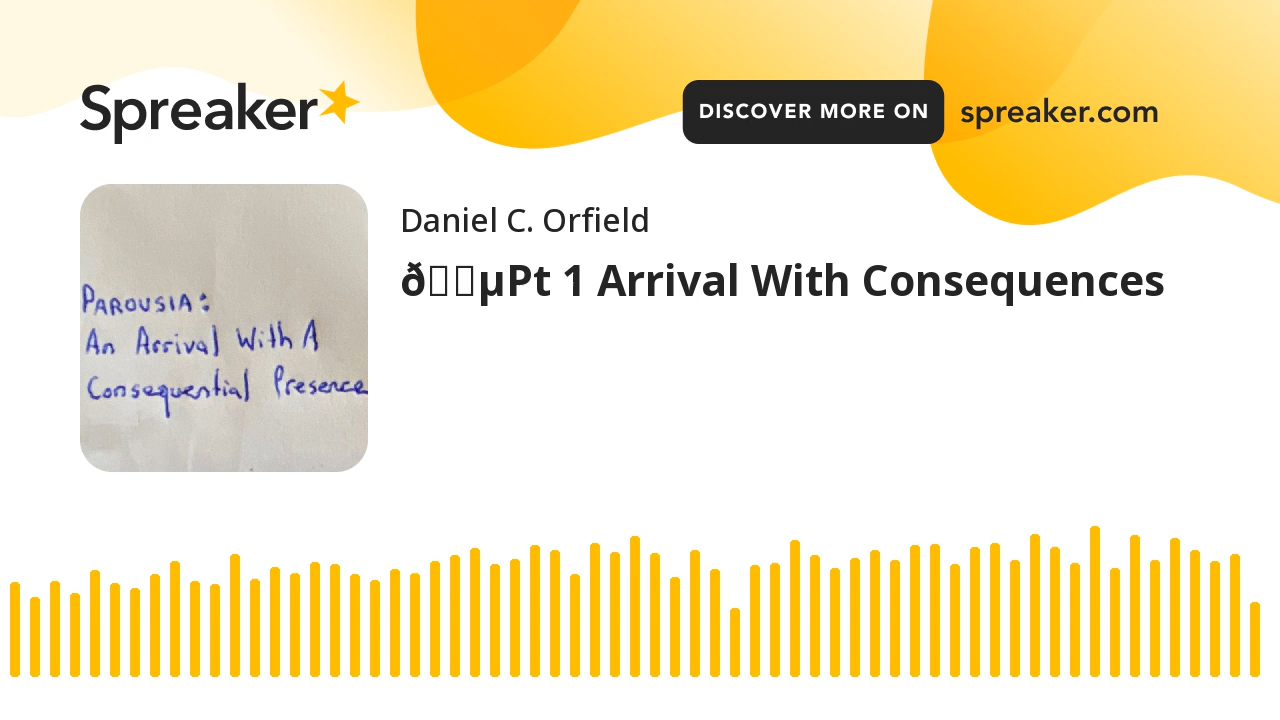 Spreaker
DISCOVER MORE ON spreaker.com
Daniel C. Orfield
ð▯▯µPt 1 Arrival With Consequences
PAROUSIA:
An Arrival With A
Consequential Presence